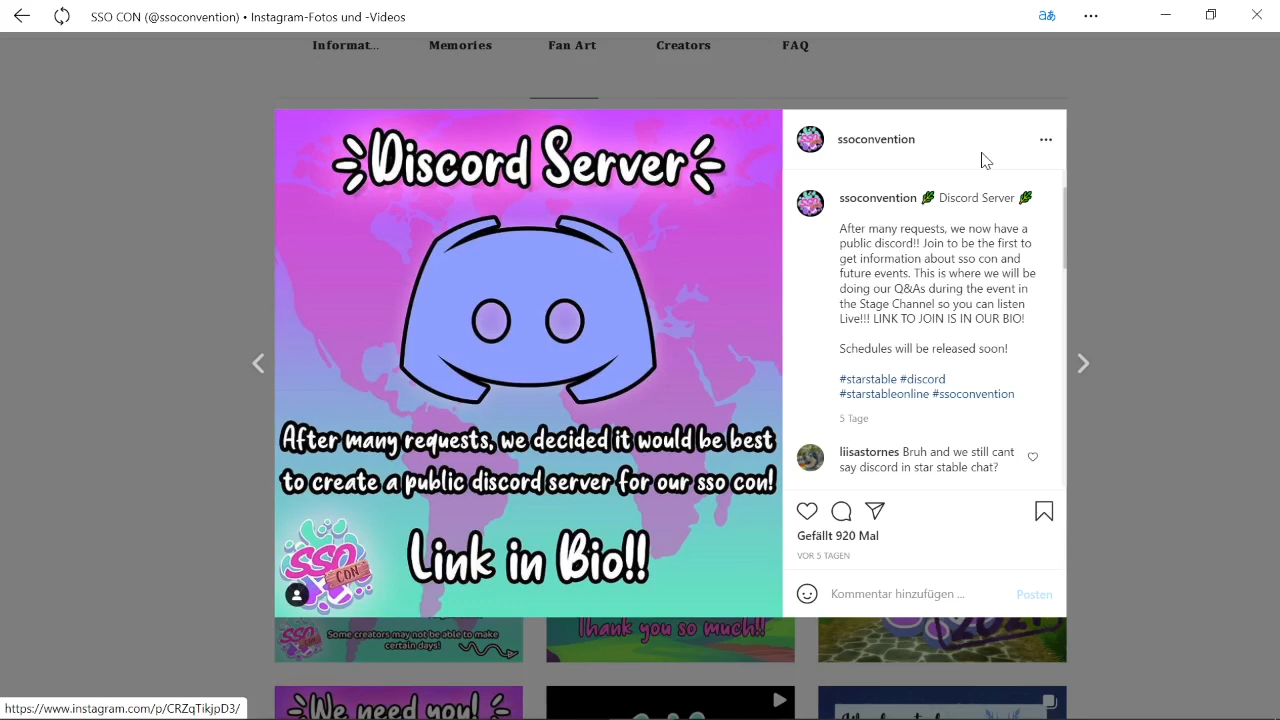 SSO CON (@ssoconvention) • Instagram-Fotos und -Videos
Informat...
Memories
Fan Art
Creators
FAQ
Discord Server
After many requests, we decided it would be best
to create a public discord server for our sso con!
Link in Bio!!
SSO
CON
ssoconvention
ssoconvention Discord Server
After many requests, we now have a
public discord!! Join to be the first to
get information about sso con and
future events. This is where we will be
doing our Q&As during the event in
the Stage Channel so you can listen
Live!!! LINK TO JOIN IS IN OUR BIO!
Schedules will be released soon!
#starstable #discord
#starstableonline #ssoconvention
5 Tage
liisastornes Bruh and we still cant
say discord in star stable chat?
Gefällt 920 Mal
VOR 5 TAGEN
Kommentar hinzufügen ...
Posten
SSO
CON
Some creators may not be able to make
certain days!
Thank you so much!!
We need you!
https://www.instagram.com/p/CRZqTikjpD3/